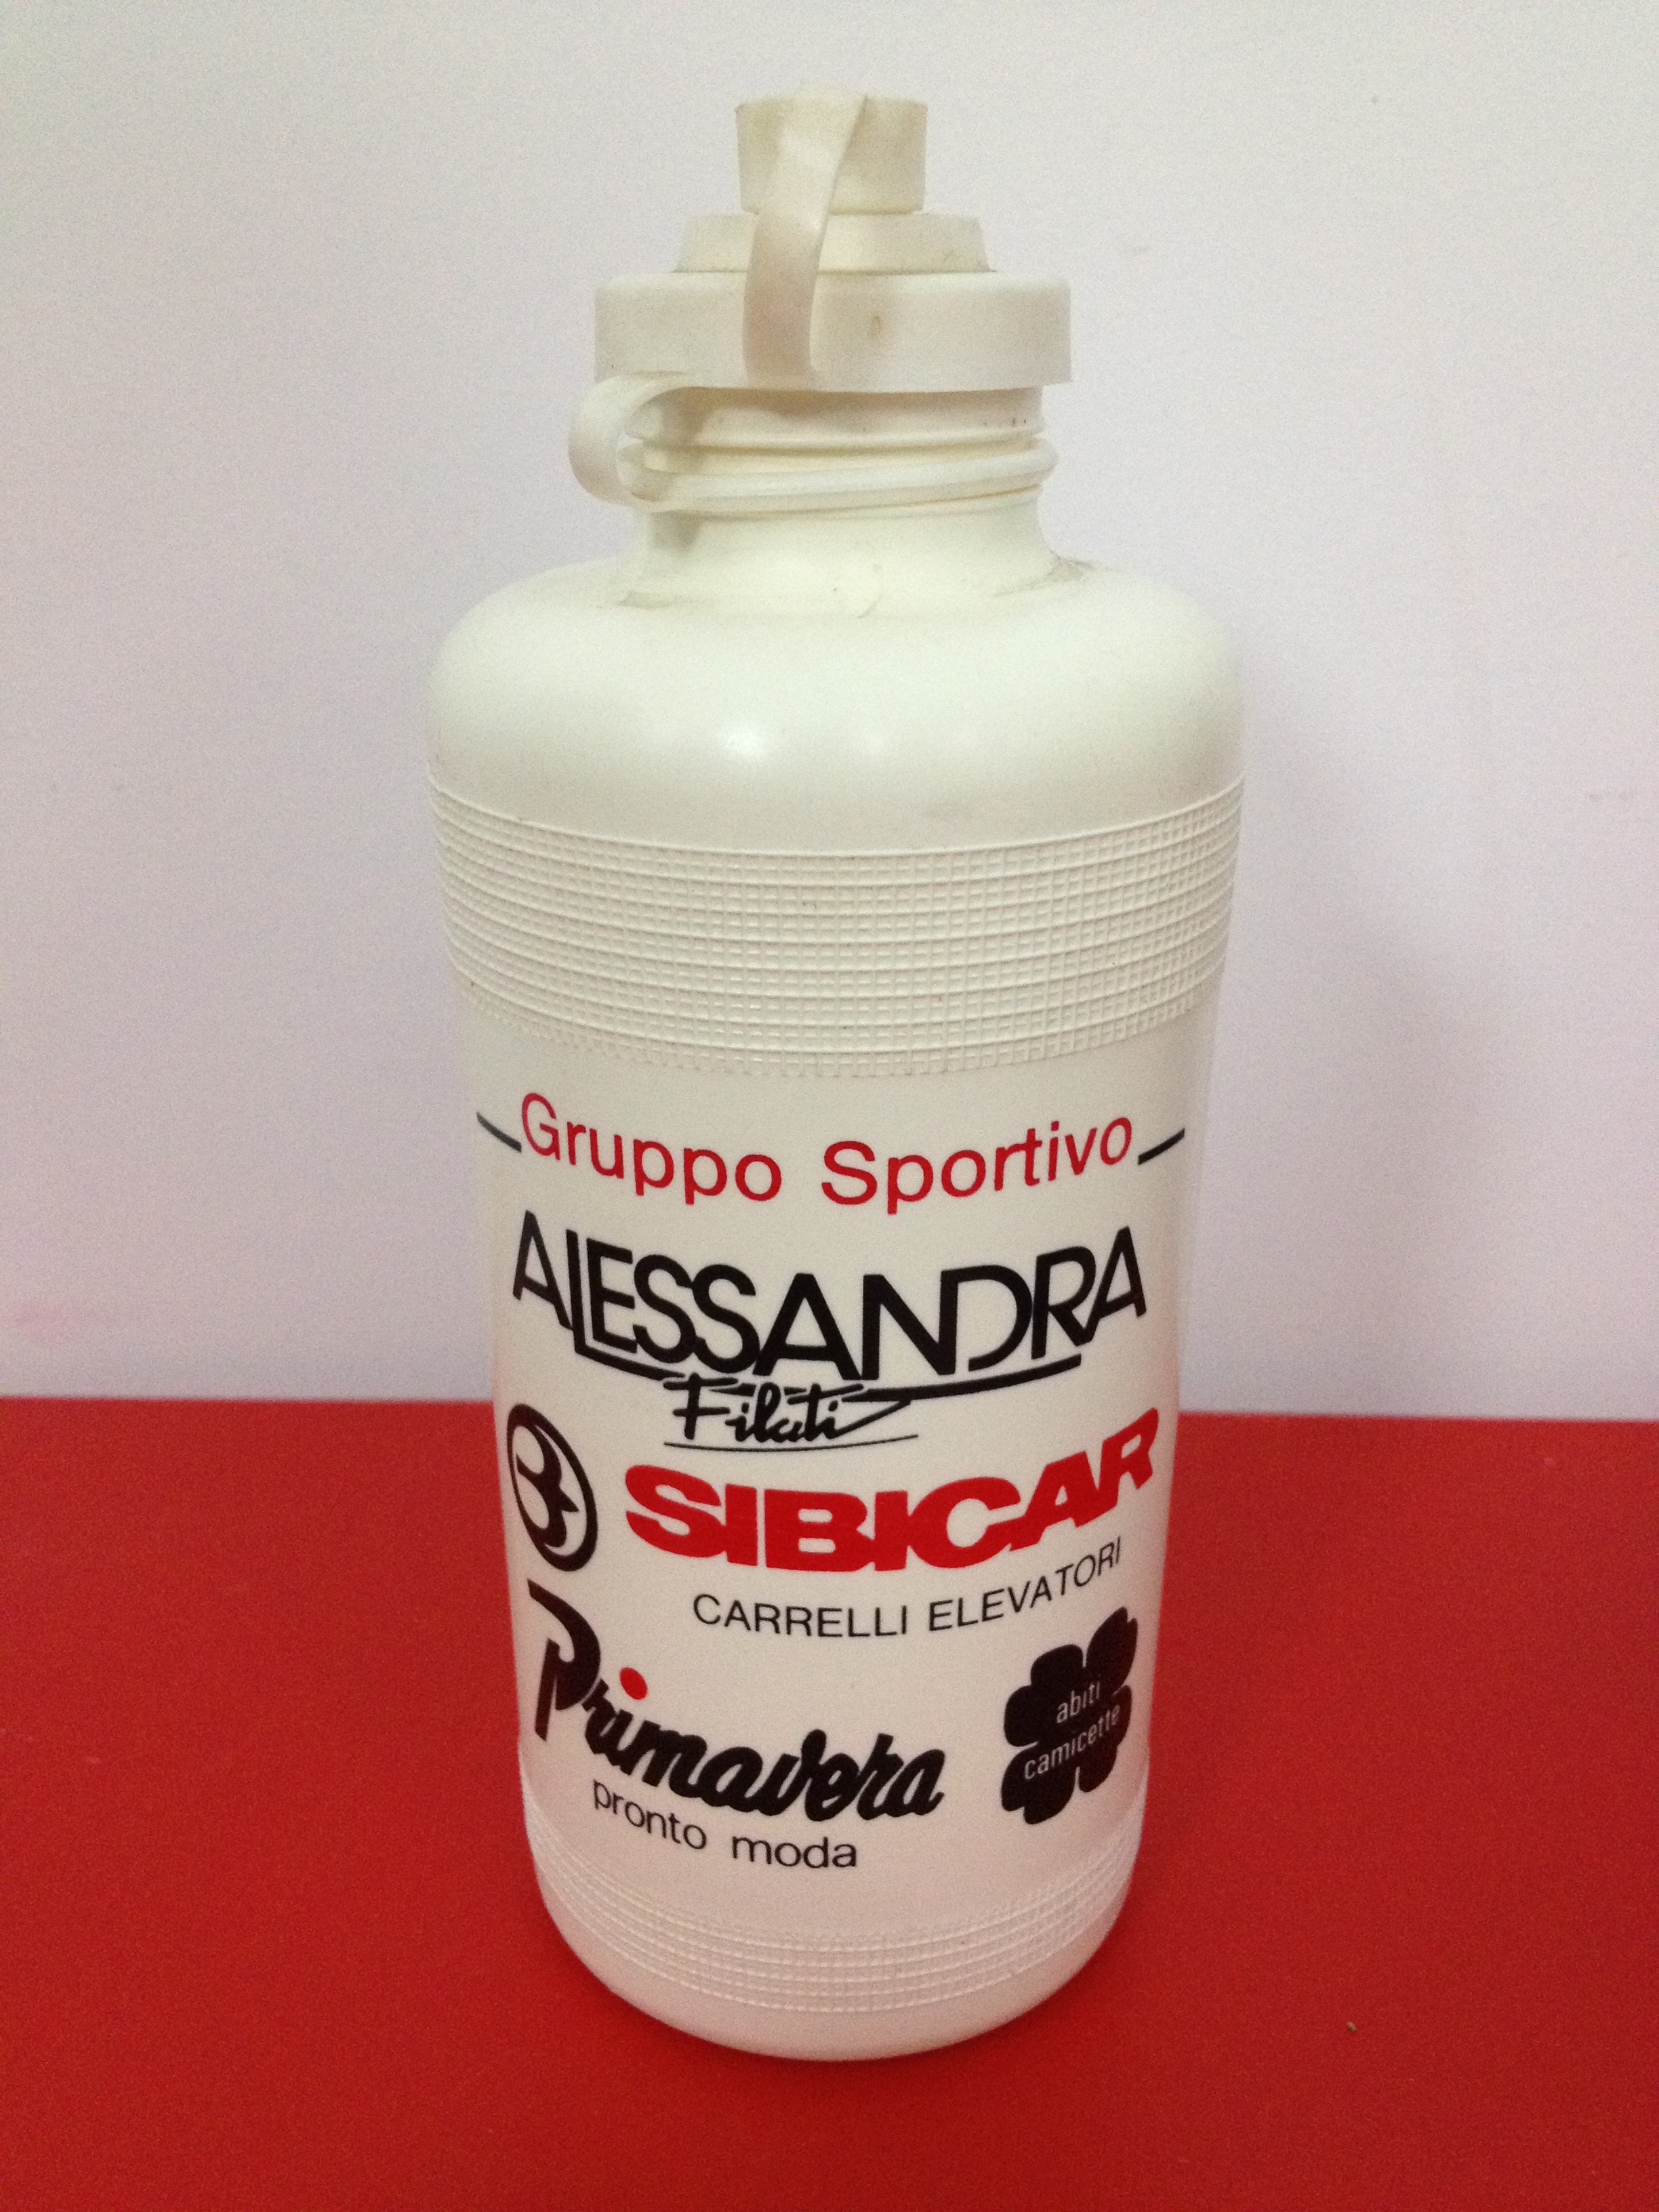 Gruppo Sportivo
ALESSANDRA
Filati
SIBICAR
CARRELLI ELEVATORI
Primavera
pronto moda
abiti
camicette